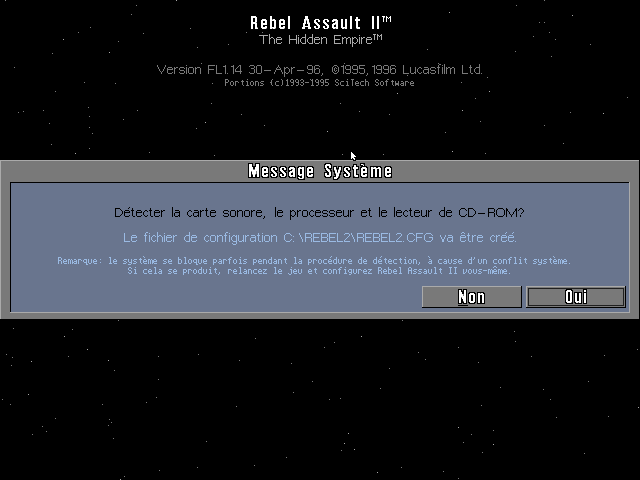 Rebel Assault II™
The Hidden Empire™
Version FL1.14 30-Apr-96, ©1995,1996 Lucasfilm Ltd.
Portions (c)1993-1995 SciTech Software
Message Système
Détecter la carte sonore, le processeur et le lecteur de CD-ROM?
Le fichier de configuration C:\REBEL2\REBEL2.CFG va être créé.
Remarque: le système se bloque parfois pendant la procédure de détection, à cause d'un conflit système.
Si cela se produit, relancez le jeu et configurez Rebel Assault II vous-même.
Non Oui